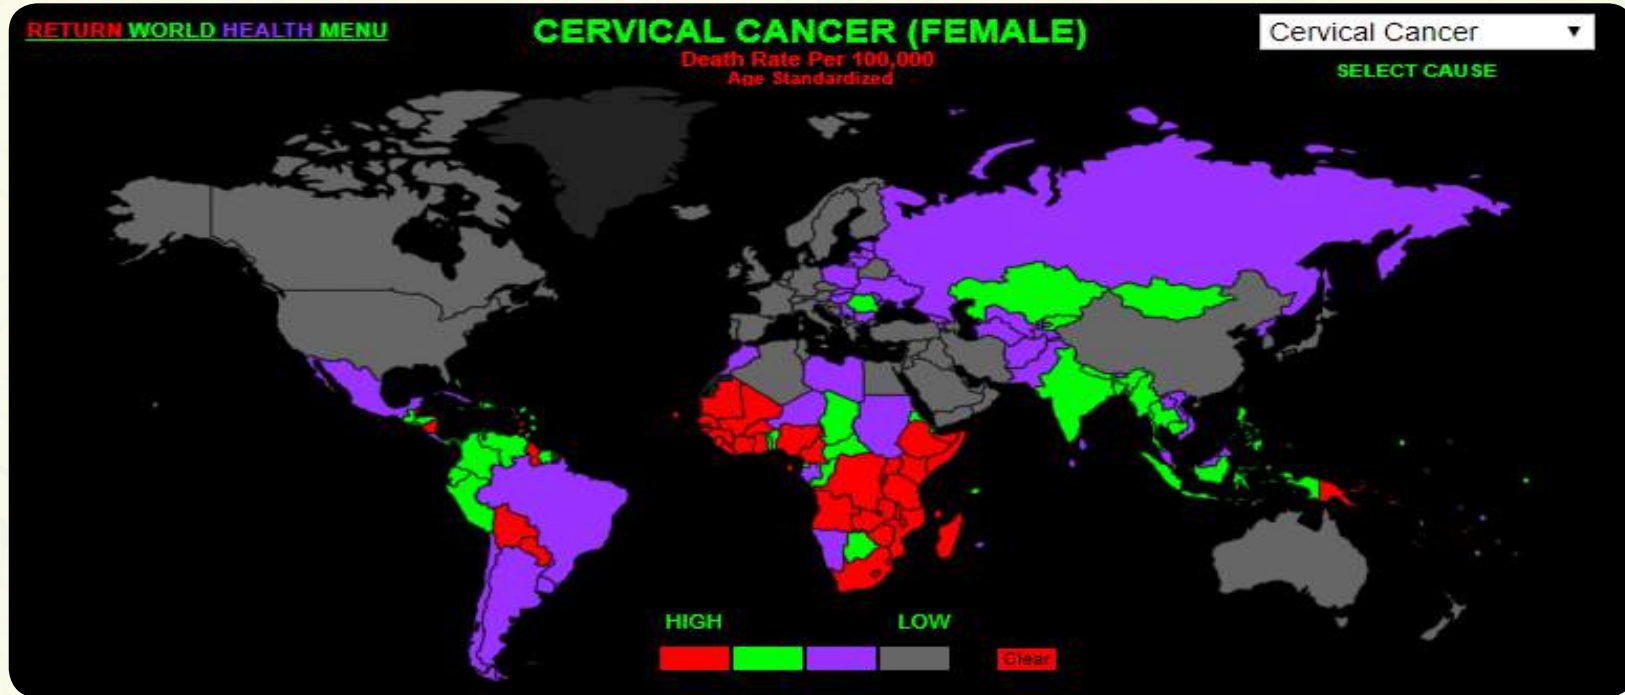 RETURN WORLD HEALTH MENU
CERVICAL CANCER (FEMALE)
Death Rate Per 100,000
Age Standardized
Cervical Cancer
SELECT CAUSE
HIGH
LOW
Clear